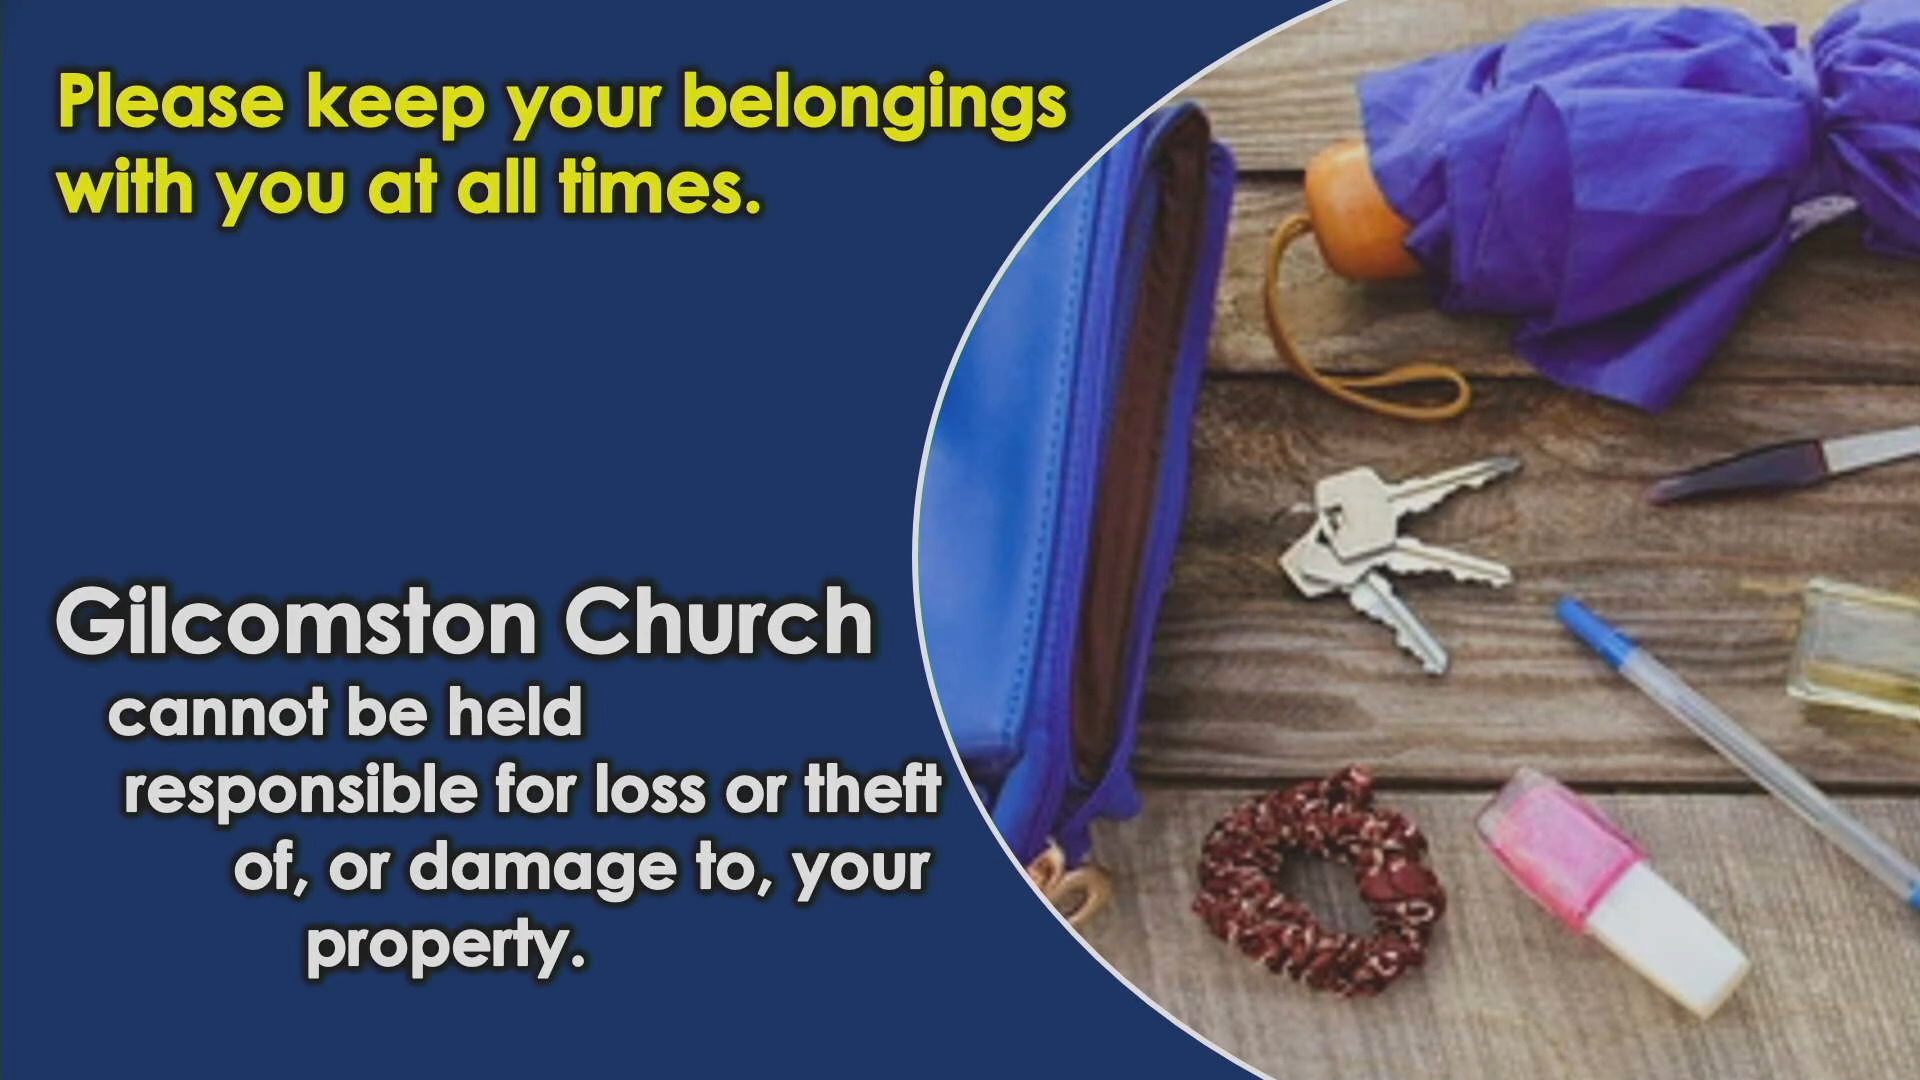 Please keep your belongings
with you at all times.
Gilcomston Church
cannot be held
responsible for loss or theft
of, or damage to, your
property.